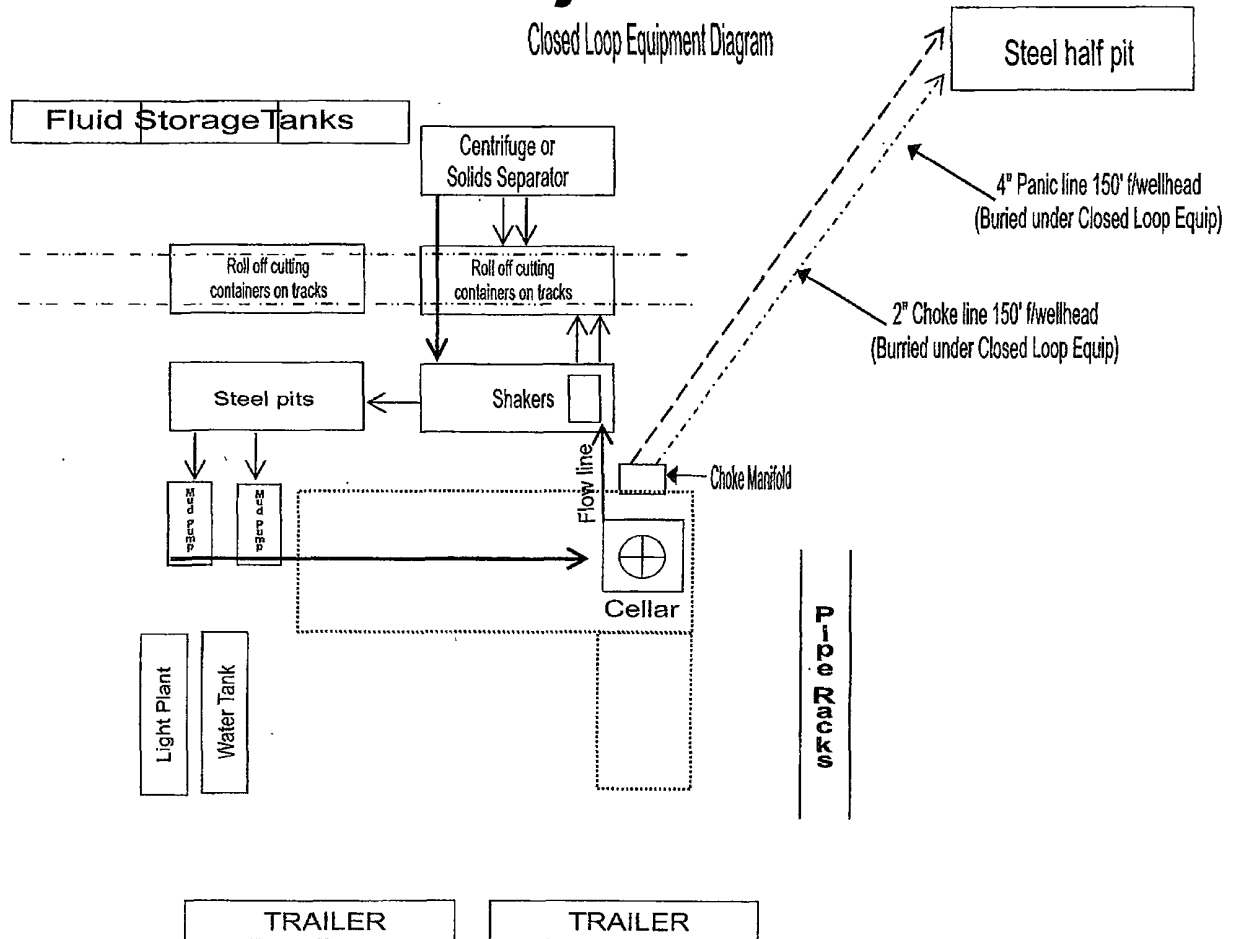 Closed Loop Equipment Diagram
Steel half pit
Fluid StorageTanks
Centrifuge or
Solids Separator
4" Panic line 150' f/wellhead
(Buried under Closed Loop Equip)
Roll off cutting
containers on tracks
Roll off cutting
containers on tracks
2" Choke line 150' f/wellhead
(Burried under Closed Loop Equip)
Steel pits
Shakers
Flow line
Choke Manifold
Mud pump
Mud pump
Cellar
Pipe Racks
Light Plant
Water Tank
TRAILER
TRAILER